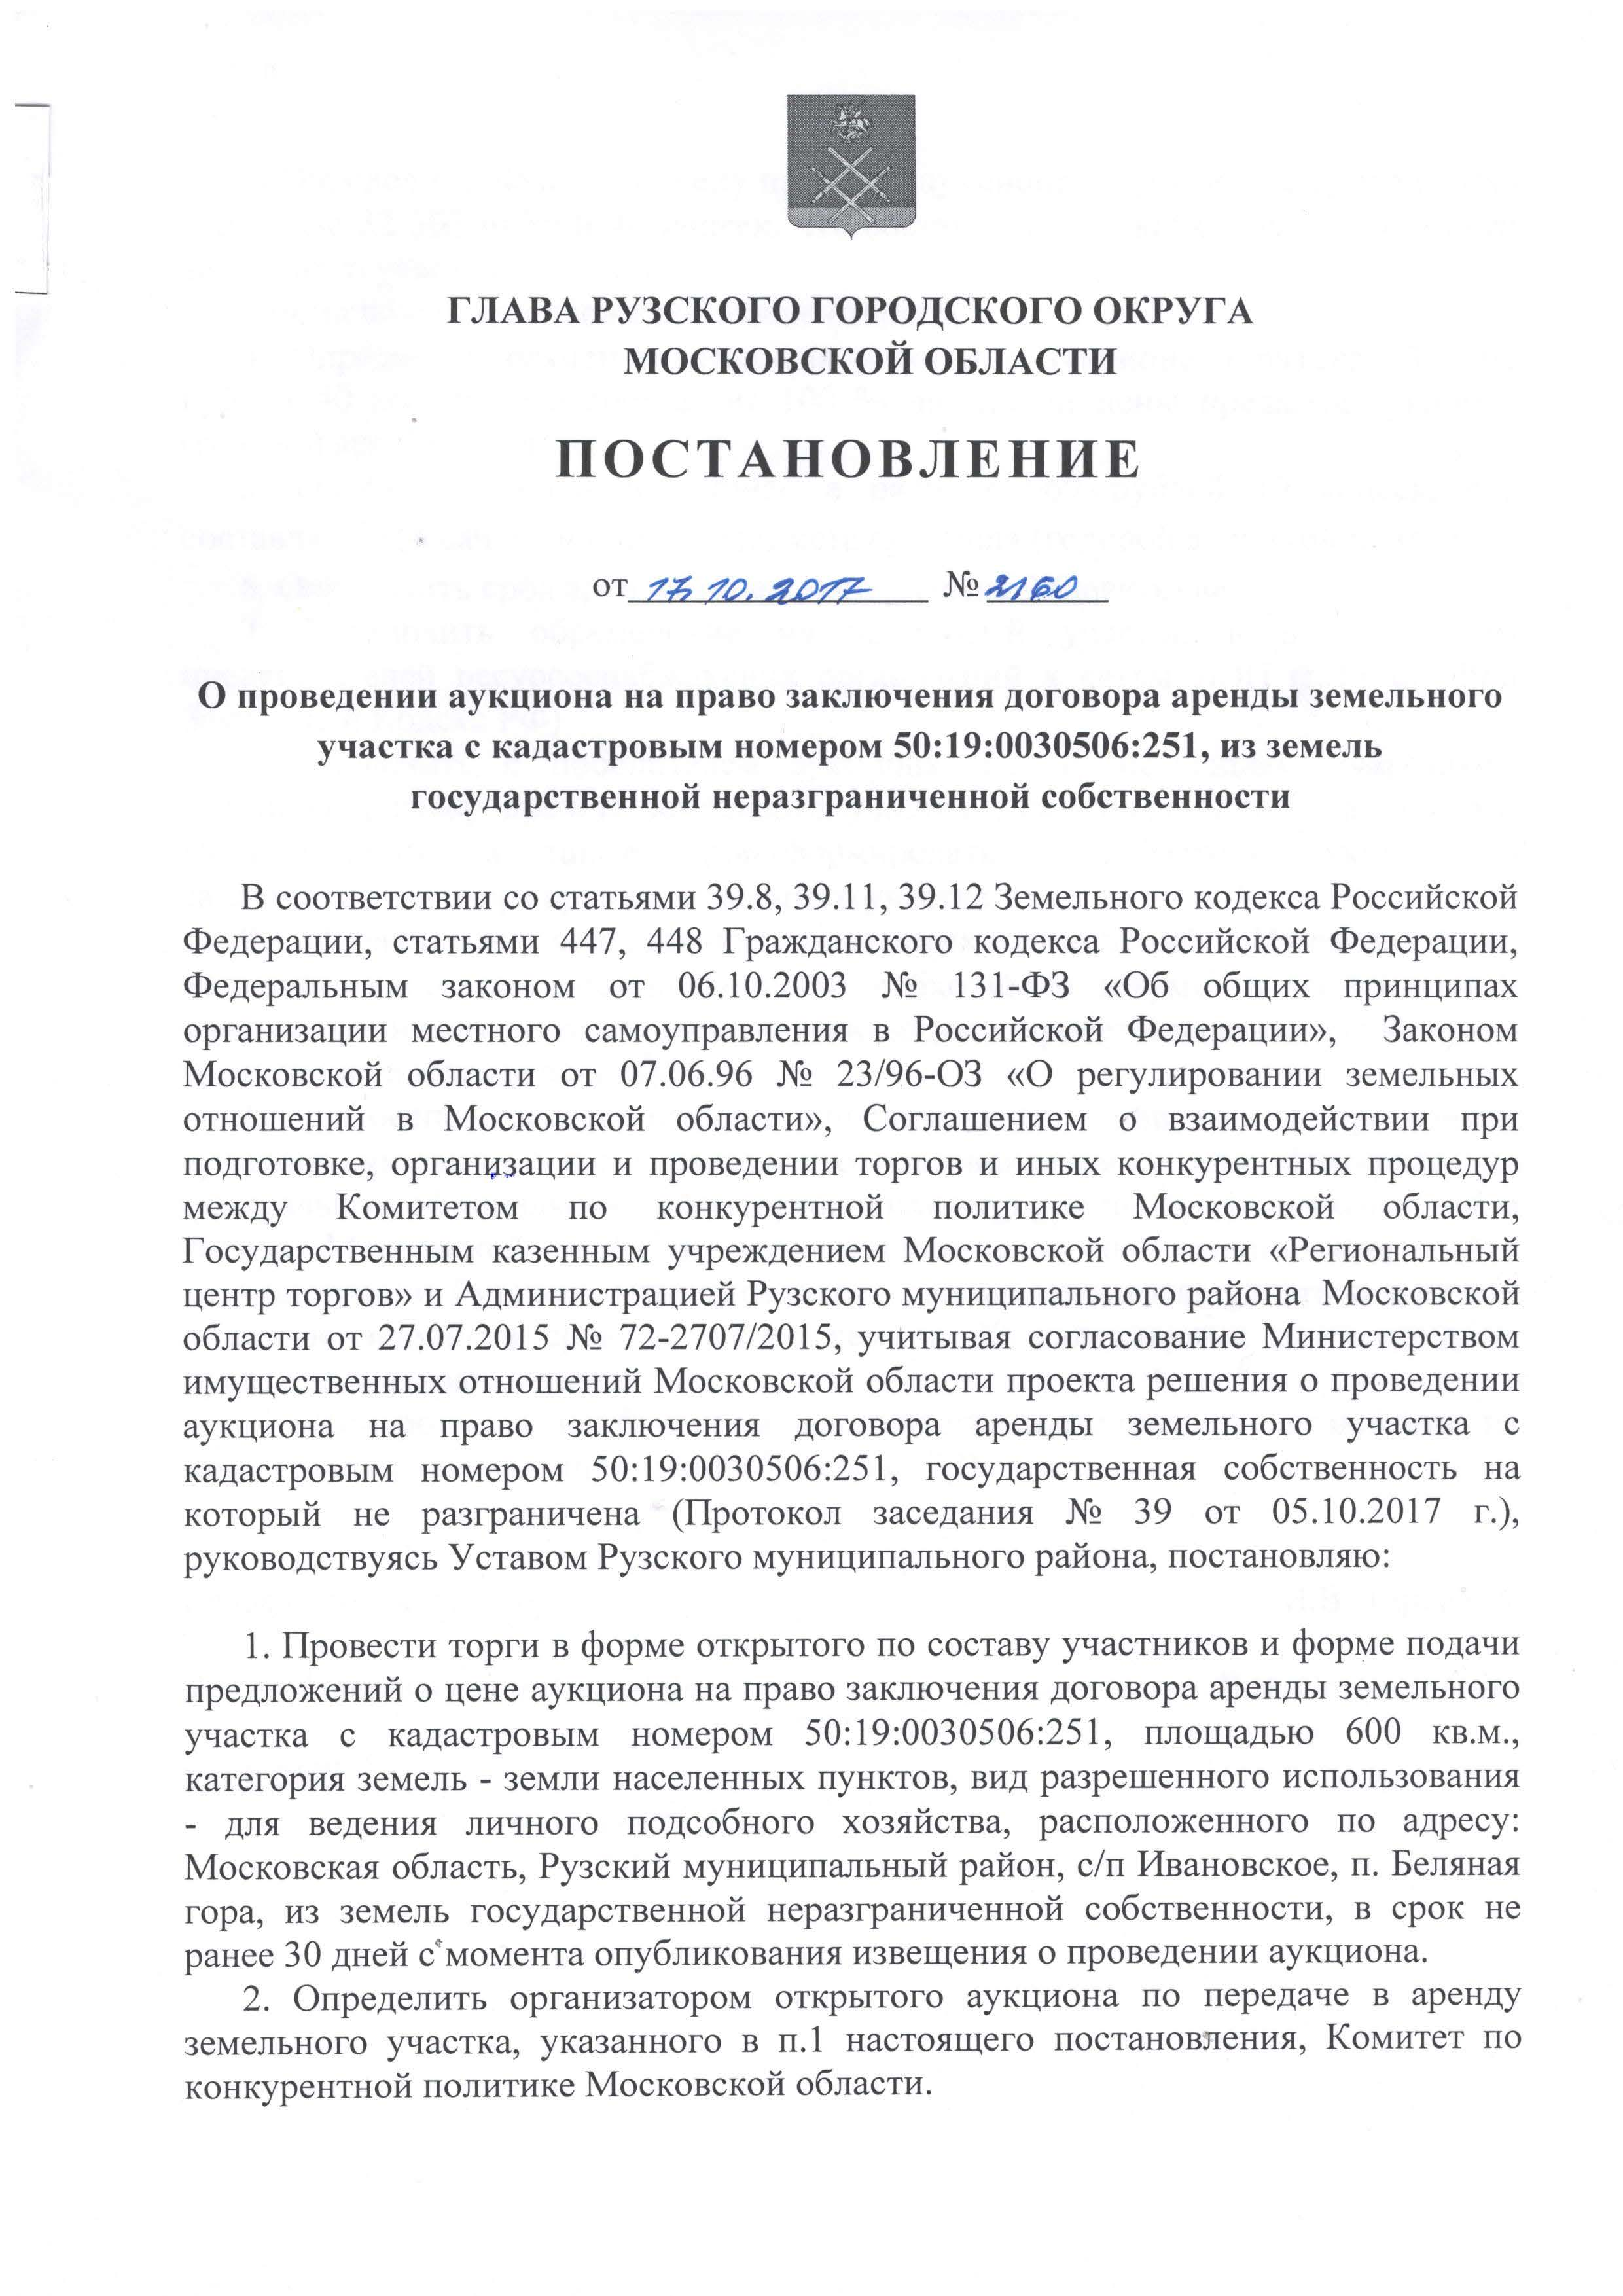 ГЛАВА РУЗСКОГО ГОРОДСКОГО ОКРУГА
МОСКОВСКОЙ ОБЛАСТИ
ПОСТАНОВЛЕНИЕ
от 17.10.2017 № 2160
О проведении аукциона на право заключения договора аренды земельного
участка с кадастровым номером 50:19:0030506:251, из земель
государственной неразграниченной собственности
В соответствии со статьями 39.8, 39.11, 39.12 Земельного кодекса Российской
Федерации, статьями 447, 448 Гражданского кодекса Российской Федерации,
Федеральным законом от 06.10.2003 № 131-ФЗ «Об общих принципах
организации местного самоуправления в Российской Федерации», Законом
Московской области от 07.06.96 № 23/96-ОЗ «О регулировании земельных
отношений в Московской области», Соглашением о взаимодействии при
подготовке, организации и проведении торгов и иных конкурентных процедур
между Комитетом по конкурентной политике Московской области,
Государственным казенным учреждением Московской области «Региональный
центр торгов» и Администрацией Рузского муниципального района Московской
области от 27.07.2015 № 72-2707/2015, учитывая согласование Министерством
имущественных отношений Московской области проекта решения о проведении
аукциона на право заключения договора аренды земельного участка с
кадастровым номером 50:19:0030506:251, государственная собственность на
который не разграничена (Протокол заседания № 39 от 05.10.2017 г.),
руководствуясь Уставом Рузского муниципального района, постановляю:
1. Провести торги в форме открытого по составу участников и форме подачи
предложений о цене аукциона на право заключения договора аренды земельного
участка с кадастровым номером 50:19:0030506:251, площадью 600 кв.м.,
категория земель - земли населенных пунктов, вид разрешенного использования
- для ведения личного подсобного хозяйства, расположенного по адресу:
Московская область, Рузский муниципальный район, с/п Ивановское, п. Беляная
гора, из земель государственной неразграниченной собственности, в срок не
ранее 30 дней с момента опубликования извещения о проведении аукциона.
2. Определить организатором открытого аукциона по передаче в аренду
земельного участка, указанного в п.1 настоящего постановления, Комитет по
конкурентной политике Московской области.